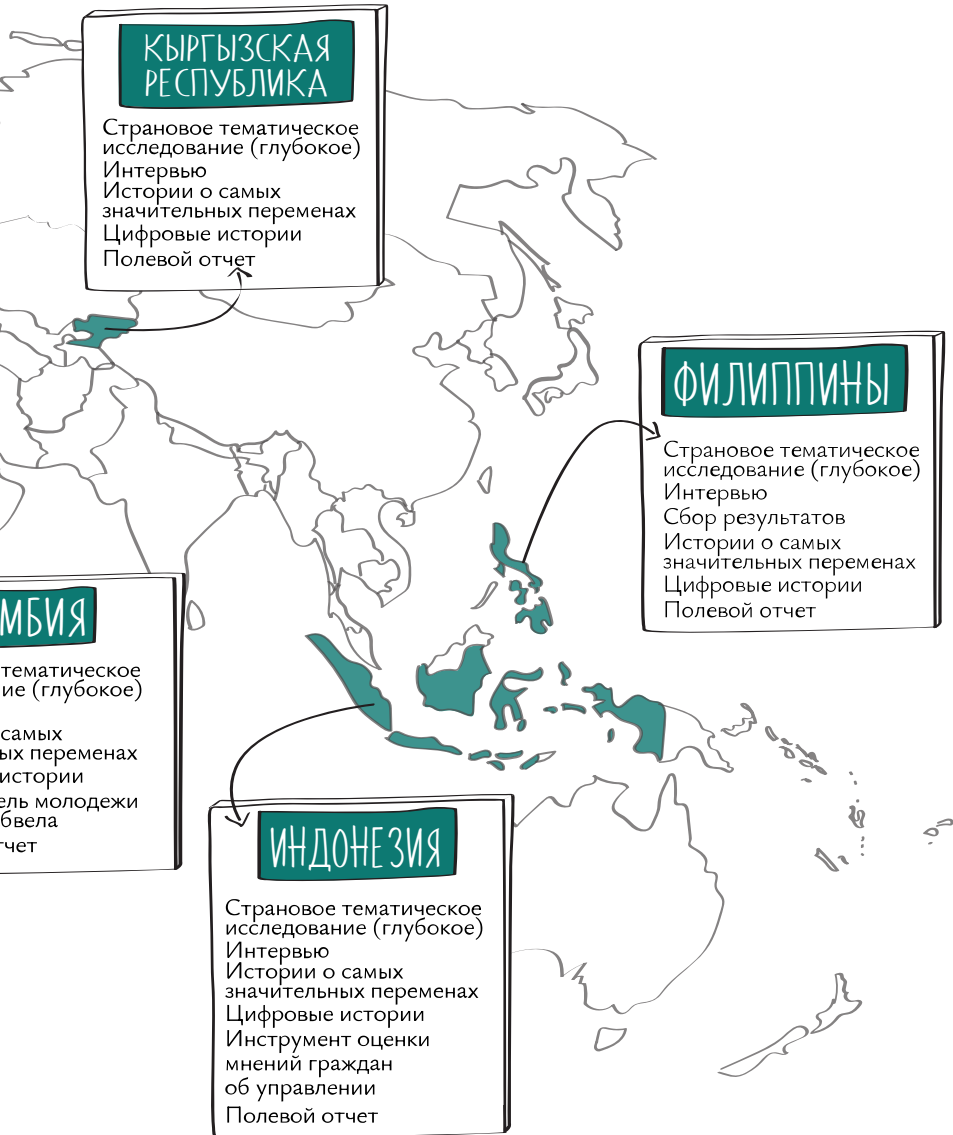 КЫРГЫЗСКАЯ
РЕСПУБЛИКА
Страновое тематическое
исследование (глубокое)
Интервью
Истории о самых
значительных переменах
Цифровые истории
Полевой отчет
ФИЛИППИНЫ
Страновое тематическое
исследование (глубокое)
Интервью
Сбор результатов
Истории о самых
значительных переменах
Цифровые истории
Полевой отчет
МБИЯ
тематическое
ие (глубокое)
самых
ых переменах
истории
ель молодежи
бвела
тчет
ИНДОНЕЗИЯ
Страновое тематическое
исследование (глубокое)
Интервью
Истории о самых
значительных переменах
Цифровые истории
Инструмент оценки
мнений граждан
об управлении
Полевой отчет